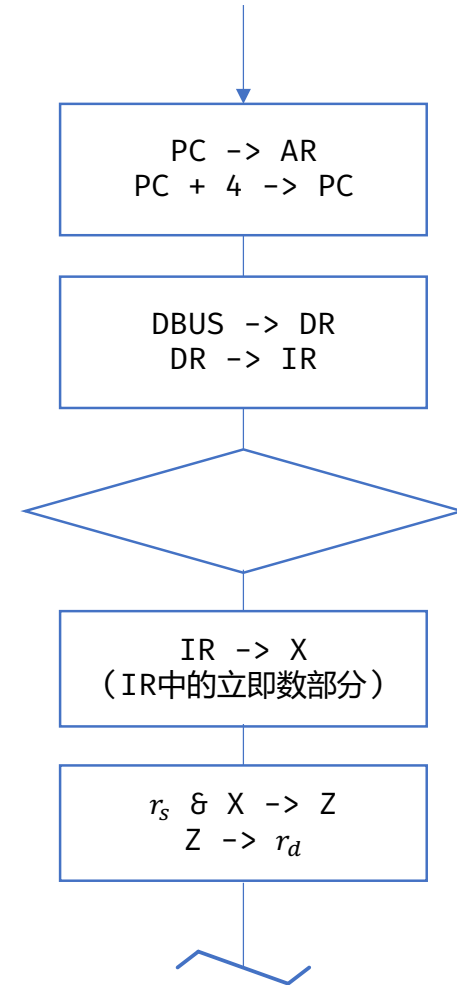 PC -> AR
PC + 4 -> PC
DBUS -> DR
DR -> IR
IR -> X
(IR中的立即数部分)
rₛ & X -> Z
Z -> r_d